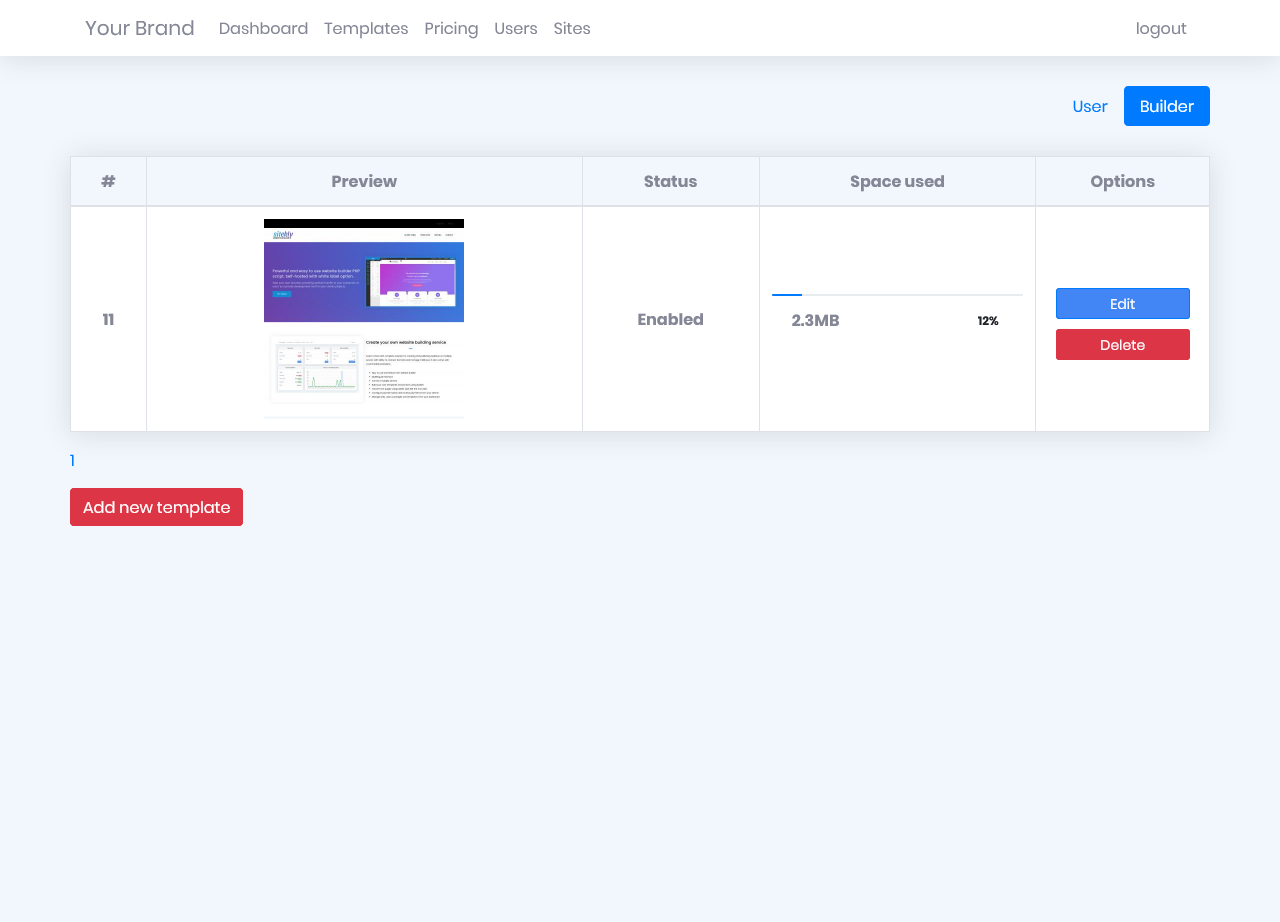 Your Brand Dashboard Templates Pricing Users Sites logout
User Builder
# Preview Status Space used Options
11
sitekly
Powerful and easy to use website builder PHP
script, Self-hosted with white label option.
Create your own website building service
Enabled
2.3MB 12%
Edit
Delete
1
Add new template